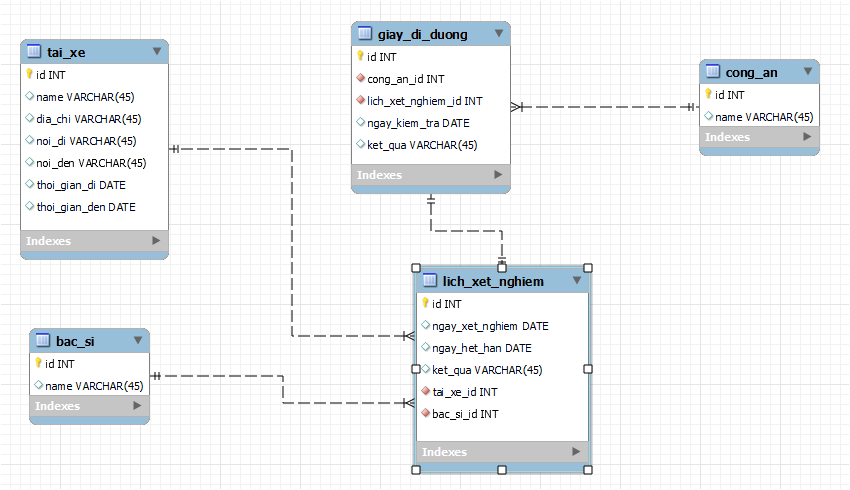 tai_xe
id INT
name VARCHAR(45)
dia_chi VARCHAR(45)
noi_di VARCHAR(45)
noi_den VARCHAR(45)
thoi_gian_di DATE
thoi_gian_den DATE
Indexes
giay_di_duong
id INT
cong_an_id INT
lich_xet_nghiem_id INT
ngay_kiem_tra DATE
ket_qua VARCHAR(45)
Indexes
cong_an
id INT
name VARCHAR(45)
Indexes
bac_si
id INT
name VARCHAR(45)
Indexes
lich_xet_nghiem
id INT
ngay_xet_nghiem DATE
ngay_het_han DATE
ket_qua VARCHAR(45)
tai_xe_id INT
bac_si_id INT
Indexes